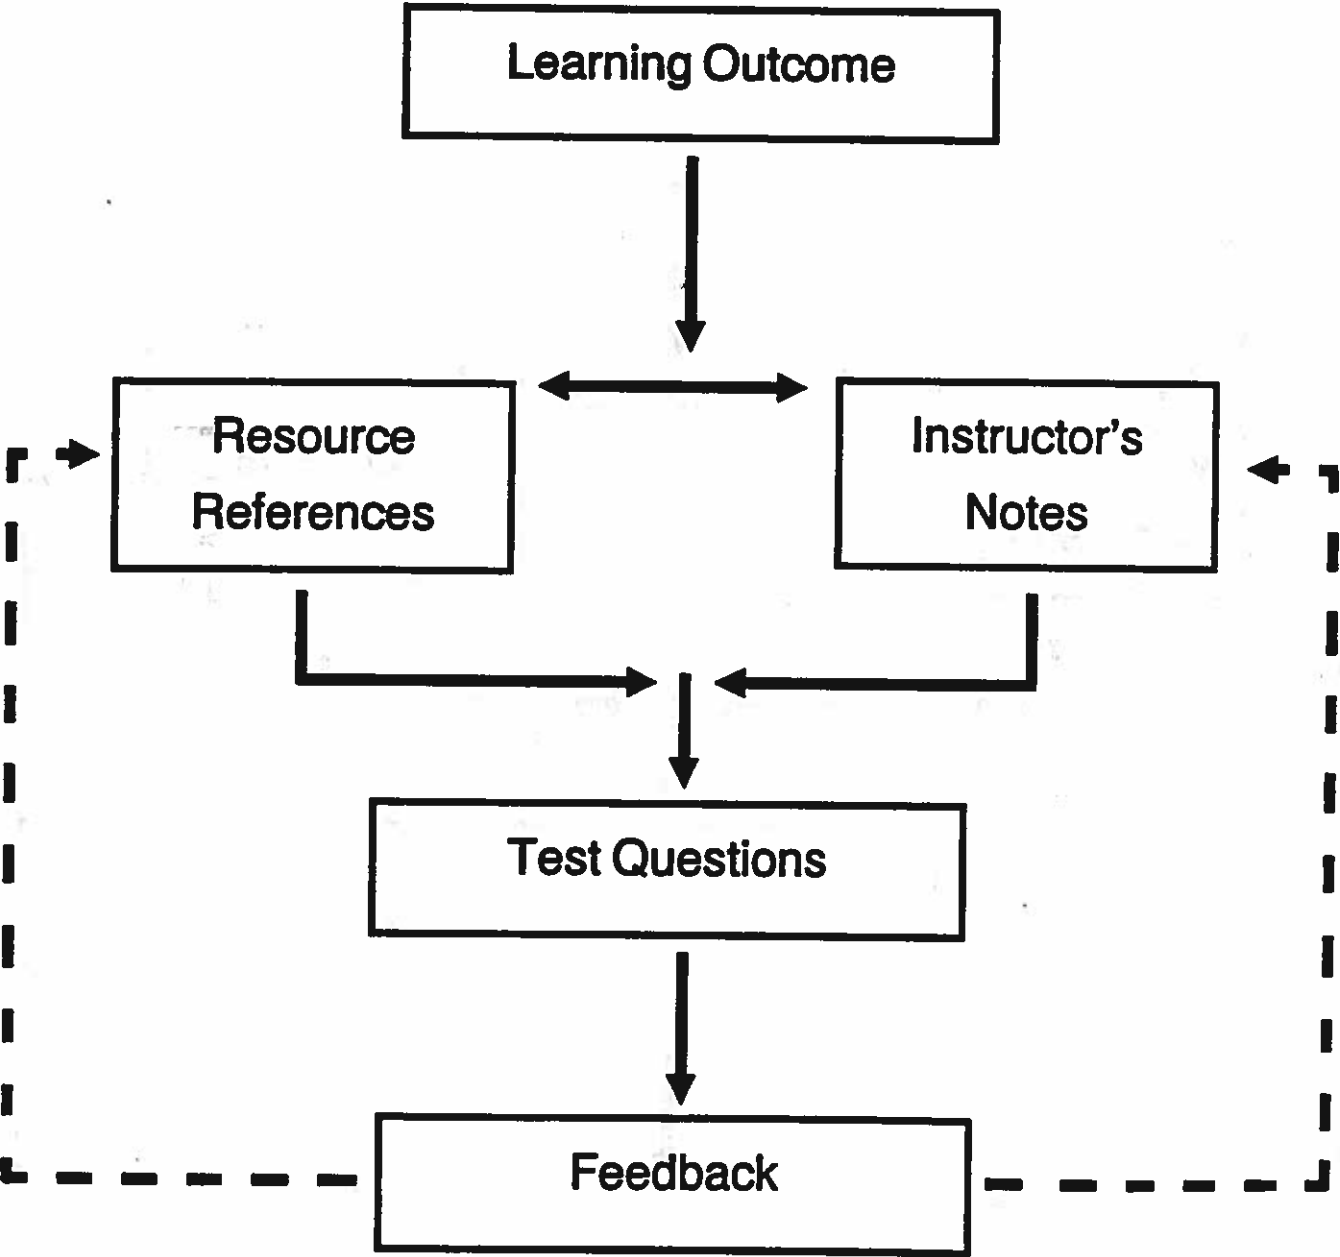 Learning Outcome
Resource
References
Instructor's
Notes
Test Questions
Feedback